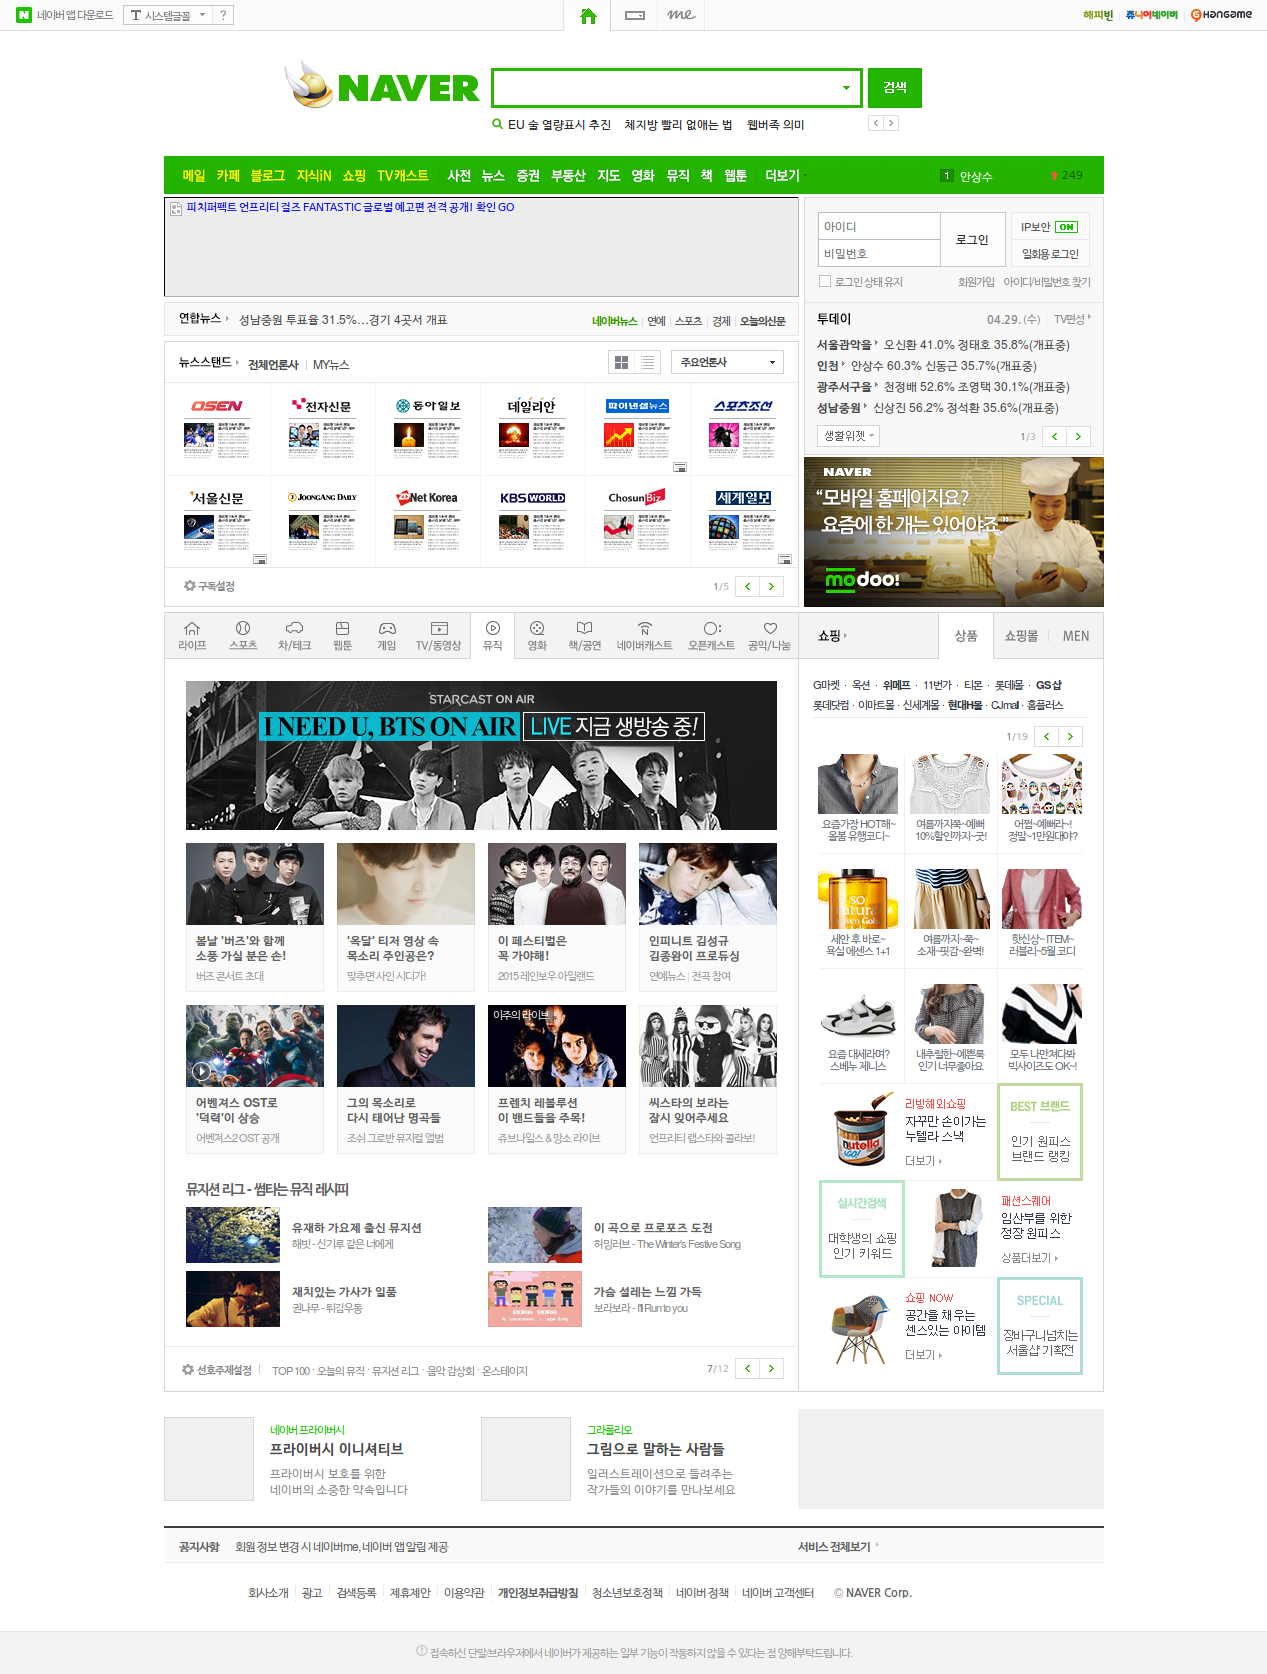 네이버 앱 다운로드
시스템글꼴
?
me
해피빈
쥬니어네이버
HANGAME
NAVER
검색
EU 술 열량표시 추진
체지방 빨리 없애는 법
웹버족 의미
메일 카페 블로그 지식iN 쇼핑 TV캐스트 사전 뉴스 증권 부동산 지도 영화 뮤직 책 웹툰 더보기
1 안상수
249
피치퍼펙트 언프리티 걸즈 FANTASTIC 글로벌 예고편 전격 공개! 확인 GO
아이디
비밀번호
로그인
IP보안 ON
일회용 로그인
로그인 상태 유지
회원가입
아이디/비밀번호 찾기
연합뉴스
성남중원 투표율 31.5%…경기 4곳서 개표
네이버뉴스
연예
스포츠
경제
오늘의신문
투데이
04.29.(수)
TV편성
서울관악을 오신환 41.0% 정태호 35.8%(개표중)
인천 안상수 60.3% 신동근 35.7%(개표중)
광주서구을 천정배 52.6% 조영택 30.1%(개표중)
성남중원 신상진 56.2% 정석환 35.6%(개표중)
생활위젯
1/3
뉴스스탠드
전체언론사
MY뉴스
주요언론사
OSEN
전자신문
동아일보
데일리안
파이낸셜뉴스
스포츠조선
서울신문
JOONGANG DAILY
ZDNet Korea
KBS WORLD
ChosunBiz
세계일보
구독설정
1/5
NAVER
“모바일 홈페이지요?
요즘에 한 개는 있어야죠.”
modoo!
라이프
스포츠
차/테크
웹툰
게임
TV/동영상
뮤직
영화
책/공연
네이버캐스트
오픈캐스트
공익/나눔
STARCAST ON AIR
I NEED U, BTS ON AIR LIVE 지금 생방송 중!
봄날 '버즈'와 함께
소풍 가실 분은 손!
버즈 콘서트 초대
'옥달' 티저 영상 속
목소리 주인공은?
맞추면 사인 시디가!
이 페스티벌은
꼭 가야해!
2015 레인보우 아일랜드
인피니트 김성규
김종완이 프로듀싱
연예뉴스 | 전곡 참여
어벤져스 OST로
'덕력'이 상승
어벤져스2 OST 공개
그의 목소리로
다시 태어난 명곡들
조쉬 그로반 뮤지컬 앨범
이주의 라이브
프렌치 레볼루션
이 밴드들을 주목!
쥬브나일스 & 망소 라이브
씨스타의 보라는
잠시 잊어주세요
언프리티 랩스타와 콜라보!
뮤지션 리그 - 썸타는 뮤직 레시피
유재하 가요제 출신 뮤지션
해빗 - 신기루 같은 너에게
이 곡으로 프로포즈 도전
허밍러브 - The Winter's Festive Song
재치있는 가사가 일품
권나무 - 튀김우동
가슴 설레는 느낌 가득
보라보라 - I'll Run to you
선호주제설정
TOP 100 · 오늘의 뮤직 · 뮤지션 리그 · 음악 감상회 · 온스테이지
7/12
쇼핑
상품
쇼핑몰
MEN
G마켓 · 옥션 · 위메프 · 11번가 · 티몬 · 롯데몰 · GS샵
롯데닷컴 · 이마트몰 · 신세계몰 · 현대H몰 · CJmall · 홈플러스
1/19
요즘가장 HOT해~
올봄 유행코디~
여름까지쭉~예뻐
10%할인까지~굿!
어쩜~예뻐라~!
정말~1만원대야?
세안 후 바로~
욕실 에센스 1+1
여름까지~쭉~
소재~핏감~완벽!
핫신상~ ITEM~
러블리~5월 코디
요즘 대세라며?
스베누 제니스
내추럴한~예쁜룩
인기 너무좋아요
모두 나만쳐다봐
빅사이즈도 OK~!
리빙해외쇼핑
자꾸만 손이가는
누텔라 스낵
더보기
BEST 브랜드
인기 원피스
브랜드 랭킹
실시간검색
대학생의 쇼핑
인기 키워드
패션스퀘어
임산부를 위한
정장 원피스
상품더보기
쇼핑 NOW
공간을 채우는
센스있는 아이템
더보기
SPECIAL
장바구니넘치는
서울샵 기획전
네이버 프라이버시
프라이버시 이니셔티브
프라이버시 보호를 위한
네이버의 소중한 약속입니다
그라폴리오
그림으로 말하는 사람들
일러스트레이션으로 들려주는
작가들의 이야기를 만나보세요
공지사항
회원 정보 변경 시 네이버me, 네이버 앱 알림 제공
서비스 전체보기
회사소개 광고 검색등록 제휴제안 이용약관 개인정보취급방침 청소년보호정책 네이버 정책 네이버 고객센터 © NAVER Corp.
접속하신 단말/브라우저에서 네이버가 제공하는 일부 기능이 작동하지 않을 수 있다는 점 양해부탁드립니다.